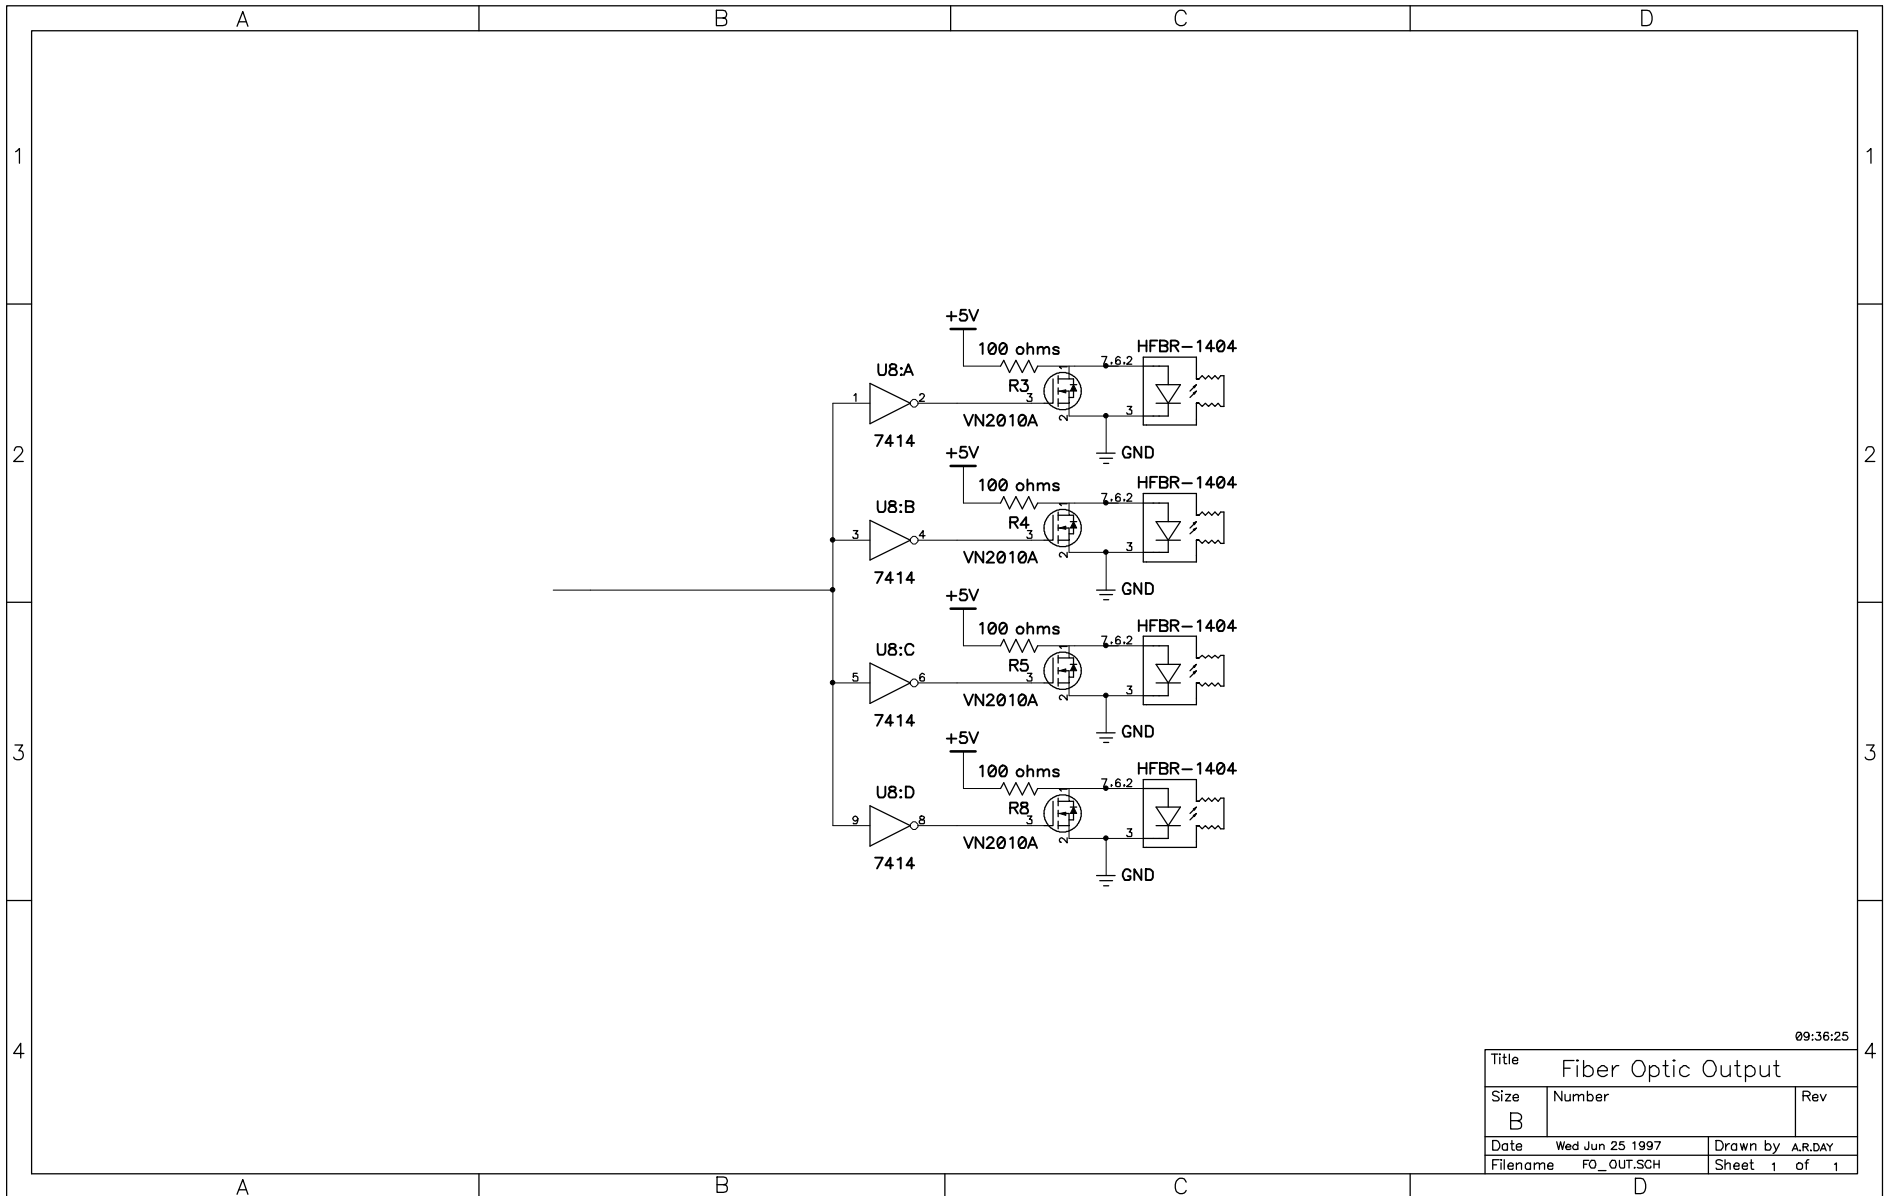 A B C D
1 1
+5V
100 ohms 7,6,2 HFBR-1404
U8:A 1
R3
1 2 3 3
VN2010A 2
7414
GND
2 2
+5V
100 ohms 7,6,2 HFBR-1404
U8:B 1
R4
3 4 3 3
VN2010A 2
7414
GND
+5V
100 ohms 7,6,2 HFBR-1404
U8:C 1
R5
5 6 3 3
VN2010A 2
7414
GND
3 3
+5V
100 ohms 7,6,2 HFBR-1404
U8:D 1
R8
9 8 3 3
VN2010A 2
7414
GND
09:36:25
4 4
Title Fiber Optic Output
Size Number Rev
B
Date Wed Jun 25 1997 Drawn by A.R.DAY
Filename FO_OUT.SCH Sheet 1 of 1
A B C D